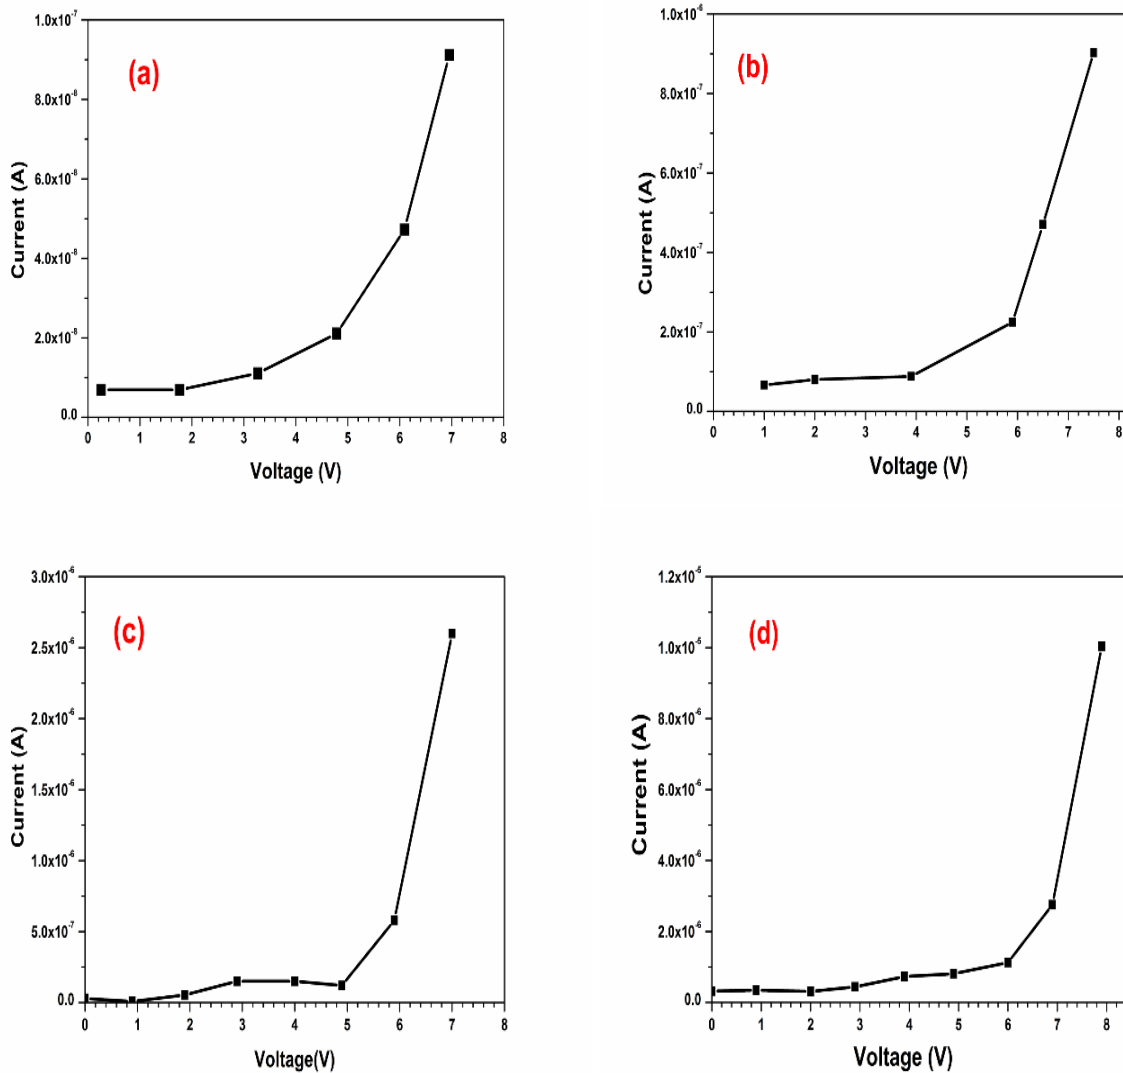 (a)
1.0x10⁻⁷
8.0x10⁻⁸
6.0x10⁻⁸
4.0x10⁻⁸
2.0x10⁻⁸
0.0
Current (A)
0 1 2 3 4 5 6 7 8
Voltage (V)
(b)
1.0x10⁻⁶
8.0x10⁻⁷
6.0x10⁻⁷
4.0x10⁻⁷
2.0x10⁻⁷
0.0
Current (A)
0 1 2 3 4 5 6 7 8
Voltage (V)
(c)
3.0x10⁻⁶
2.5x10⁻⁶
2.0x10⁻⁶
1.5x10⁻⁶
1.0x10⁻⁶
5.0x10⁻⁷
0.0
Current (A)
0 1 2 3 4 5 6 7 8
Voltage(V)
(d)
1.2x10⁻⁵
1.0x10⁻⁵
8.0x10⁻⁶
6.0x10⁻⁶
4.0x10⁻⁶
2.0x10⁻⁶
0.0
Current (A)
0 1 2 3 4 5 6 7 8
Voltage (V)